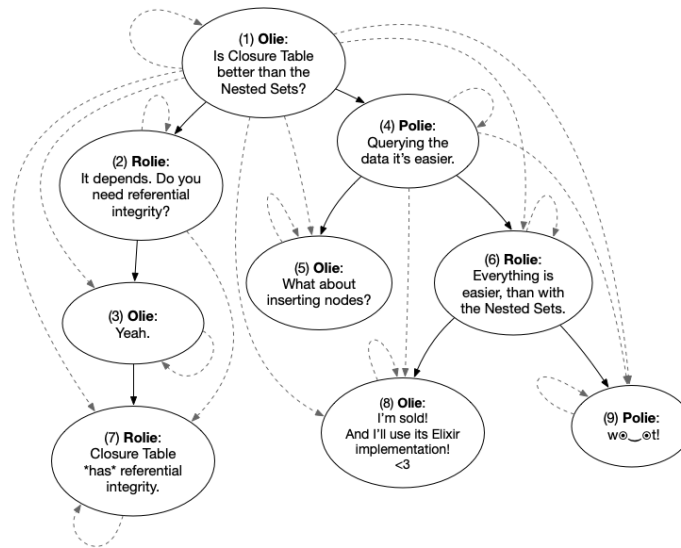 (1) Olie:
Is Closure Table
better than the
Nested Sets?
(2) Rolie:
It depends. Do you
need referential
integrity?
(3) Olie:
Yeah.
(4) Polie:
Querying the
data it's easier.
(5) Olie:
What about
inserting nodes?
(6) Rolie:
Everything is
easier, than with
the Nested Sets.
(7) Rolie:
Closure Table
*has* referential
integrity.
(8) Olie:
I'm sold!
And I'll use its Elixir
implementation!
<3
(9) Polie:
w⊙‿⊙t!